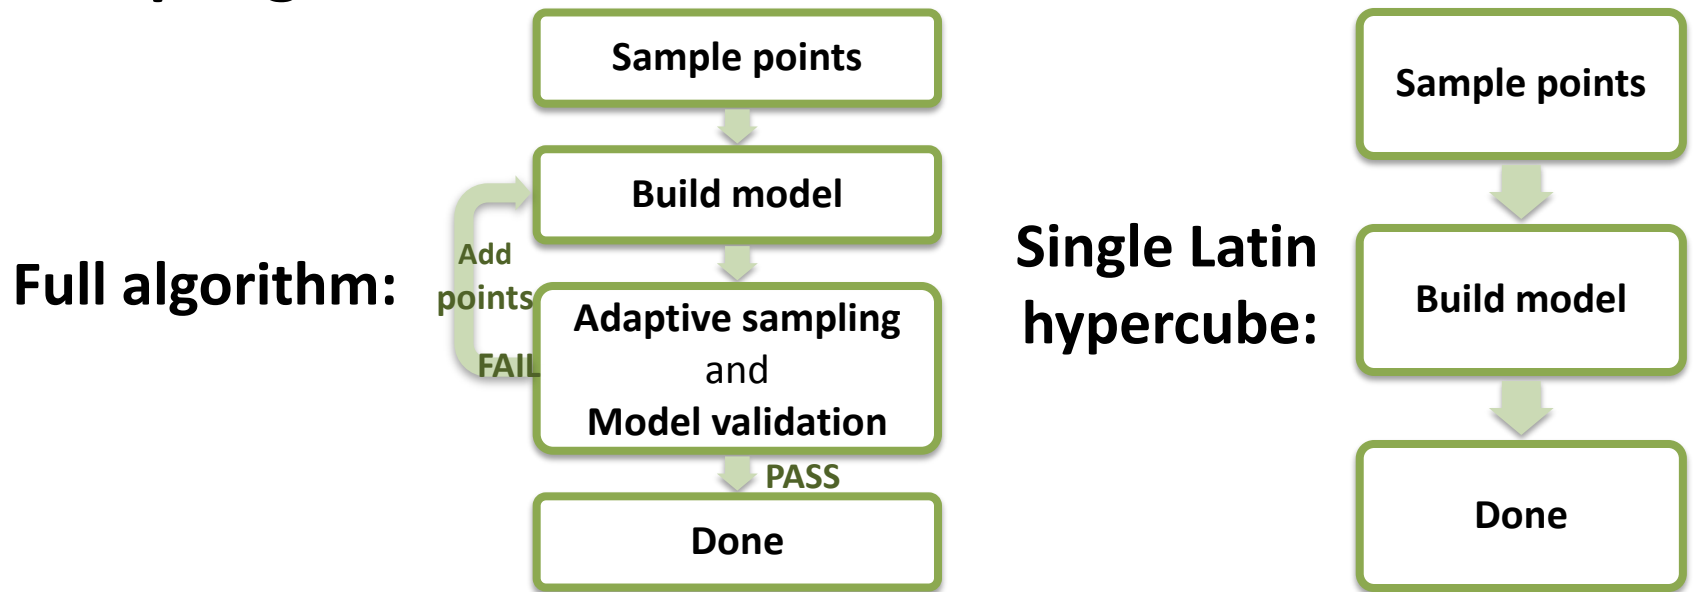 Full algorithm:
Sample points
Build model
Add
points
FAIL
Adaptive sampling
and
Model validation
PASS
Done
Single Latin
hypercube:
Sample points
Build model
Done